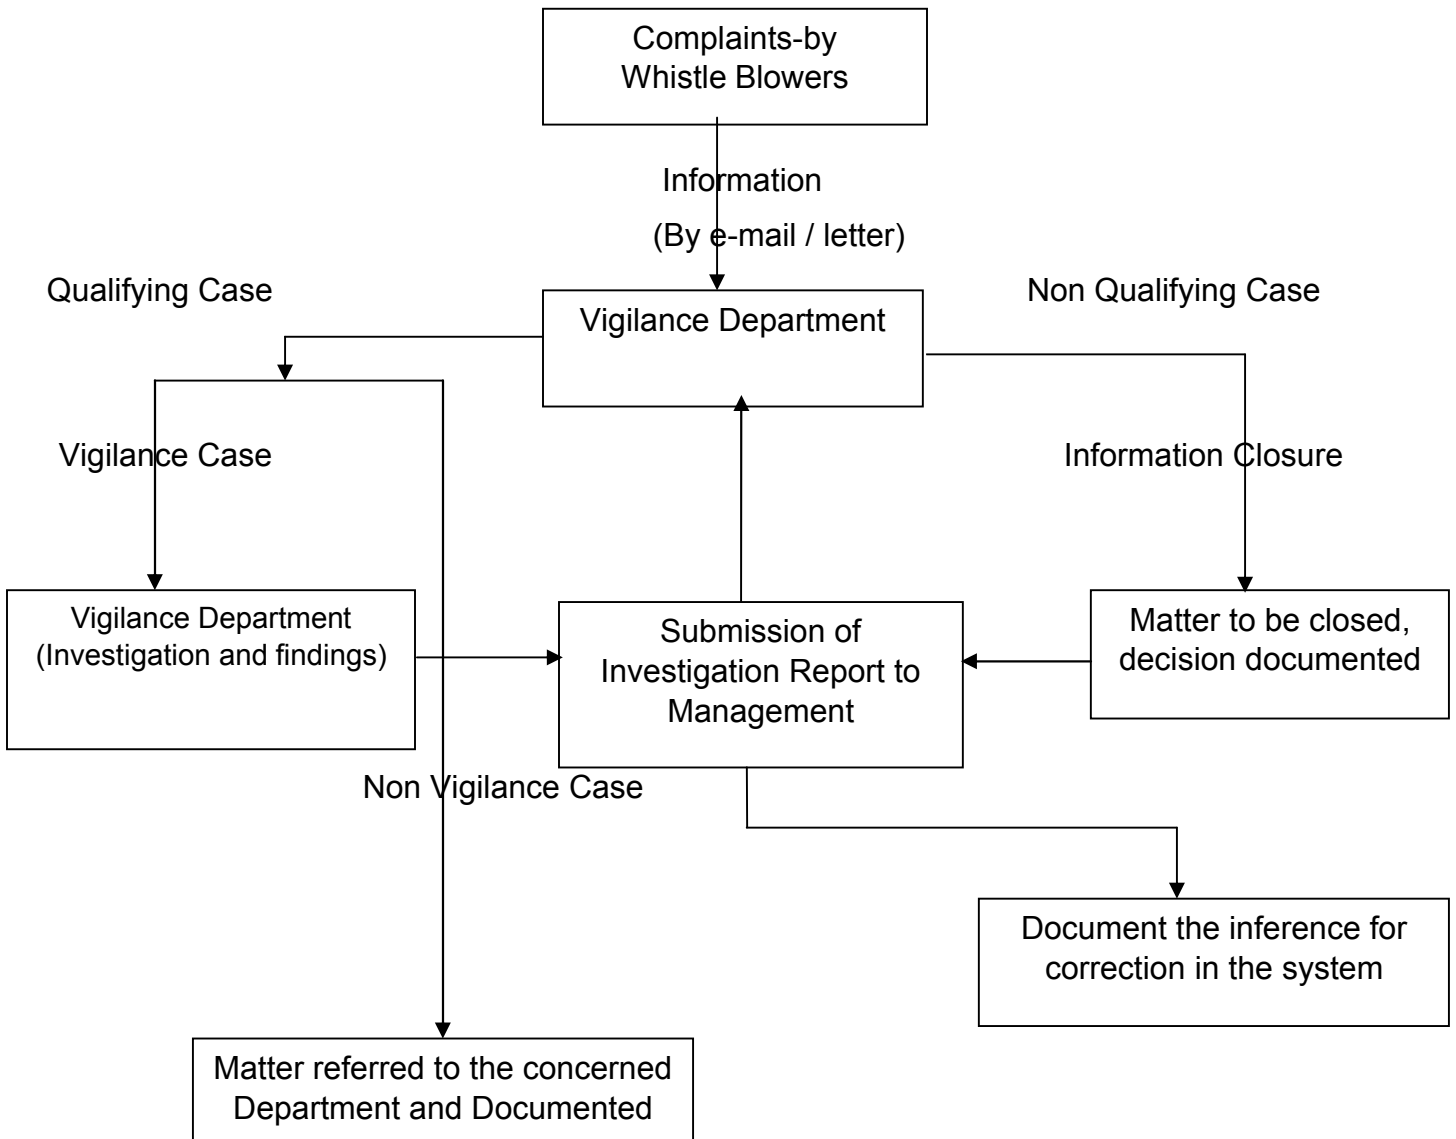 Complaints-by
Whistle Blowers
Information
(By e-mail / letter)
Qualifying Case
Non Qualifying Case
Vigilance Department
Vigilance Case
Information Closure
Vigilance Department
(Investigation and findings)
Submission of
Investigation Report to
Management
Matter to be closed,
decision documented
Non Vigilance Case
Document the inference for
correction in the system
Matter referred to the concerned
Department and Documented